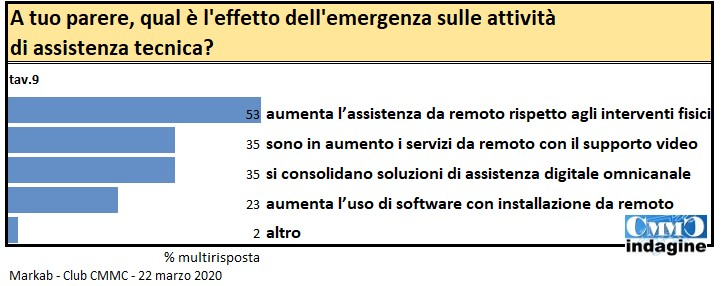 A tuo parere, qual è l'effetto dell'emergenza sulle attività
di assistenza tecnica?
tav.9
53 aumenta l’assistenza da remoto rispetto agli interventi fisici
35 sono in aumento i servizi da remoto con il supporto video
35 si consolidano soluzioni di assistenza digitale omnicanale
23 aumenta l’uso di software con installazione da remoto
2 altro
CMMC
indagine
% multirisposta
Markab - Club CMMC - 22 marzo 2020